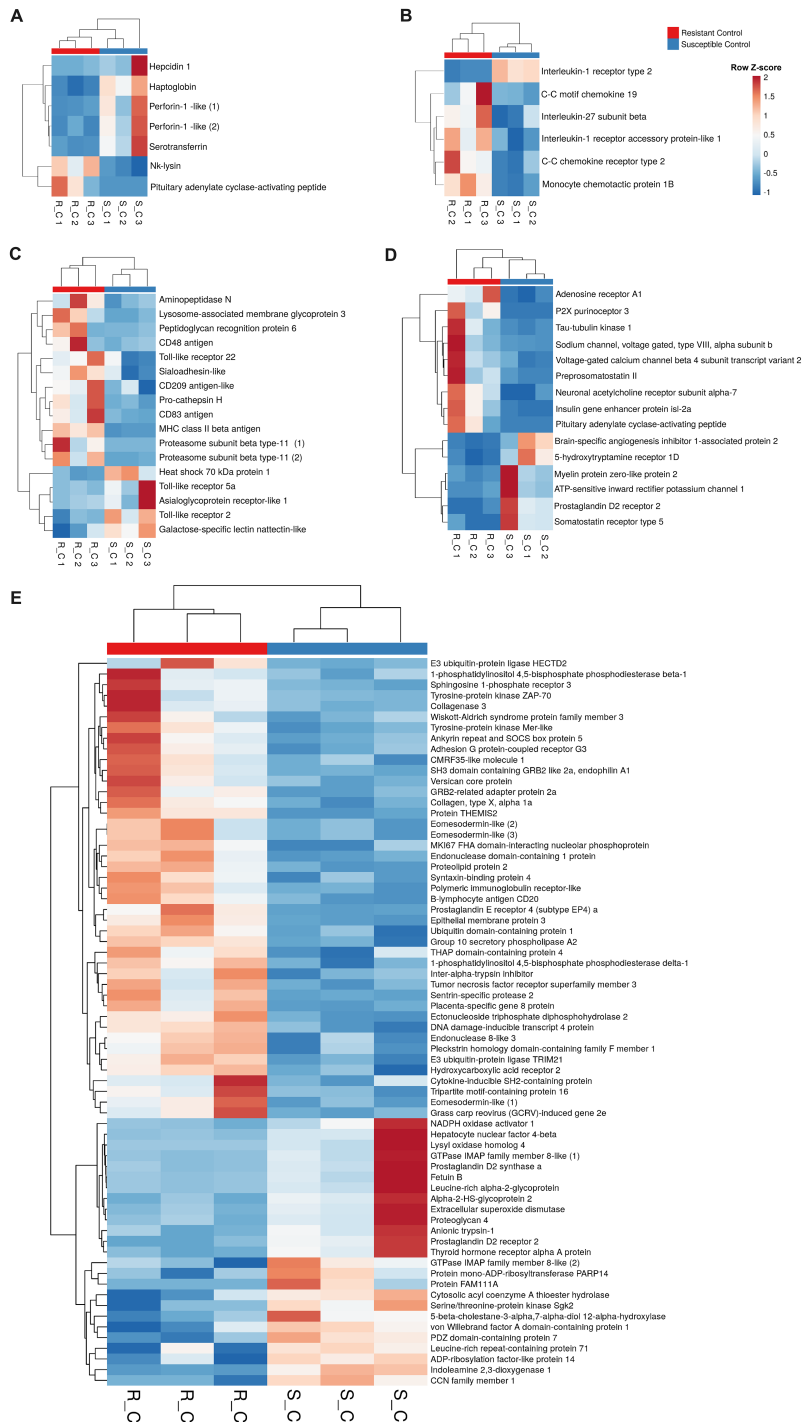 A
Hepcidin 1
Haptoglobin
Perforin-1 -like (1)
Perforin-1 -like (2)
Serotransferrin
Nk-lysin
Pituitary adenylate cyclase-activating peptide
R_C 1
R_C 2
R_C 3
S_C 1
S_C 2
S_C 3
B
Interleukin-1 receptor type 2
C-C motif chemokine 19
Interleukin-27 subunit beta
Interleukin-1 receptor accessory protein-like 1
C-C chemokine receptor type 2
Monocyte chemotactic protein 1B
R_C 2
R_C 1
R_C 3
S_C 3
S_C 1
S_C 2
Resistant Control
Susceptible Control
Row Z-score
2
1.5
1
0.5
0
-0.5
-1
C
Aminopeptidase N
Lysosome-associated membrane glycoprotein 3
Peptidoglycan recognition protein 6
CD48 antigen
Toll-like receptor 22
Sialoadhesin-like
CD209 antigen-like
Pro-cathepsin H
CD83 antigen
MHC class II beta antigen
Proteasome subunit beta type-11 (1)
Proteasome subunit beta type-11 (2)
Heat shock 70 kDa protein 1
Toll-like receptor 5a
Asialoglycoprotein receptor-like 1
Toll-like receptor 2
Galactose-specific lectin nattectin-like
R_C 1
R_C 2
R_C 3
S_C 1
S_C 2
S_C 3
D
Adenosine receptor A1
P2X purinoceptor 3
Tau-tubulin kinase 1
Sodium channel, voltage gated, type VIII, alpha subunit b
Voltage-gated calcium channel beta 4 subunit transcript variant 2
Preprosomatostatin II
Neuronal acetylcholine receptor subunit alpha-7
Insulin gene enhancer protein isl-2a
Pituitary adenylate cyclase-activating peptide
Brain-specific angiogenesis inhibitor 1-associated protein 2
5-hydroxytryptamine receptor 1D
Myelin protein zero-like protein 2
ATP-sensitive inward rectifier potassium channel 1
Prostaglandin D2 receptor 2
Somatostatin receptor type 5
R_C 1
R_C 2
R_C 3
S_C 3
S_C 1
S_C 2
E
E3 ubiquitin-protein ligase HECTD2
1-phosphatidylinositol 4,5-bisphosphate phosphodiesterase beta-1
Sphingosine 1-phosphate receptor 3
Tyrosine-protein kinase ZAP-70
Collagenase 3
Wiskott-Aldrich syndrome protein family member 3
Tyrosine-protein kinase Mer-like
Ankyrin repeat and SOCS box protein 5
Adhesion G protein-coupled receptor G3
CMRF35-like molecule 1
SH3 domain containing GRB2 like 2a, endophilin A1
Versican core protein
GRB2-related adapter protein 2a
Collagen, type X, alpha 1a
Protein THEMIS2
Eomesodermin-like (2)
Eomesodermin-like (3)
MKI67 FHA domain-interacting nucleolar phosphoprotein
Endonuclease domain-containing 1 protein
Proteolipid protein 2
Syntaxin-binding protein 4
Polymeric immunoglobulin receptor-like
B-lymphocyte antigen CD20
Prostaglandin E receptor 4 (subtype EP4) a
Epithelial membrane protein 3
Ubiquitin domain-containing protein 1
Group 10 secretory phospholipase A2
THAP domain-containing protein 4
1-phosphatidylinositol 4,5-bisphosphate phosphodiesterase delta-1
Inter-alpha-trypsin inhibitor
Tumor necrosis factor receptor superfamily member 3
Sentrin-specific protease 2
Placenta-specific gene 8 protein
Ectonucleoside triphosphate diphosphohydrolase 2
DNA damage-inducible transcript 4 protein
Endonuclease 8-like 3
Pleckstrin homology domain-containing family F member 1
E3 ubiquitin-protein ligase TRIM21
Hydroxycarboxylic acid receptor 2
Cytokine-inducible SH2-containing protein
Tripartite motif-containing protein 16
Eomesodermin-like (1)
Grass carp reovirus (GCRV)-induced gene 2e
NADPH oxidase activator 1
Hepatocyte nuclear factor 4-beta
Lysyl oxidase homolog 4
GTPase IMAP family member 8-like (1)
Prostaglandin D2 synthase a
Fetuin B
Leucine-rich alpha-2-glycoprotein
Alpha-2-HS-glycoprotein 2
Extracellular superoxide dismutase
Proteoglycan 4
Anionic trypsin-1
Prostaglandin D2 receptor 2
Thyroid hormone receptor alpha A protein
GTPase IMAP family member 8-like (2)
Protein mono-ADP-ribosyltransferase PARP14
Protein FAM111A
Cytosolic acyl coenzyme A thioester hydrolase
Serine/threonine-protein kinase Sgk2
5-beta-cholestane-3-alpha,7-alpha-diol 12-alpha-hydroxylase
von Willebrand factor A domain-containing protein 1
PDZ domain-containing protein 7
Leucine-rich repeat-containing protein 71
ADP-ribosylation factor-like protein 14
Indoleamine 2,3-dioxygenase 1
CCN family member 1
R_C
R_C
R_C
S_C
S_C
S_C